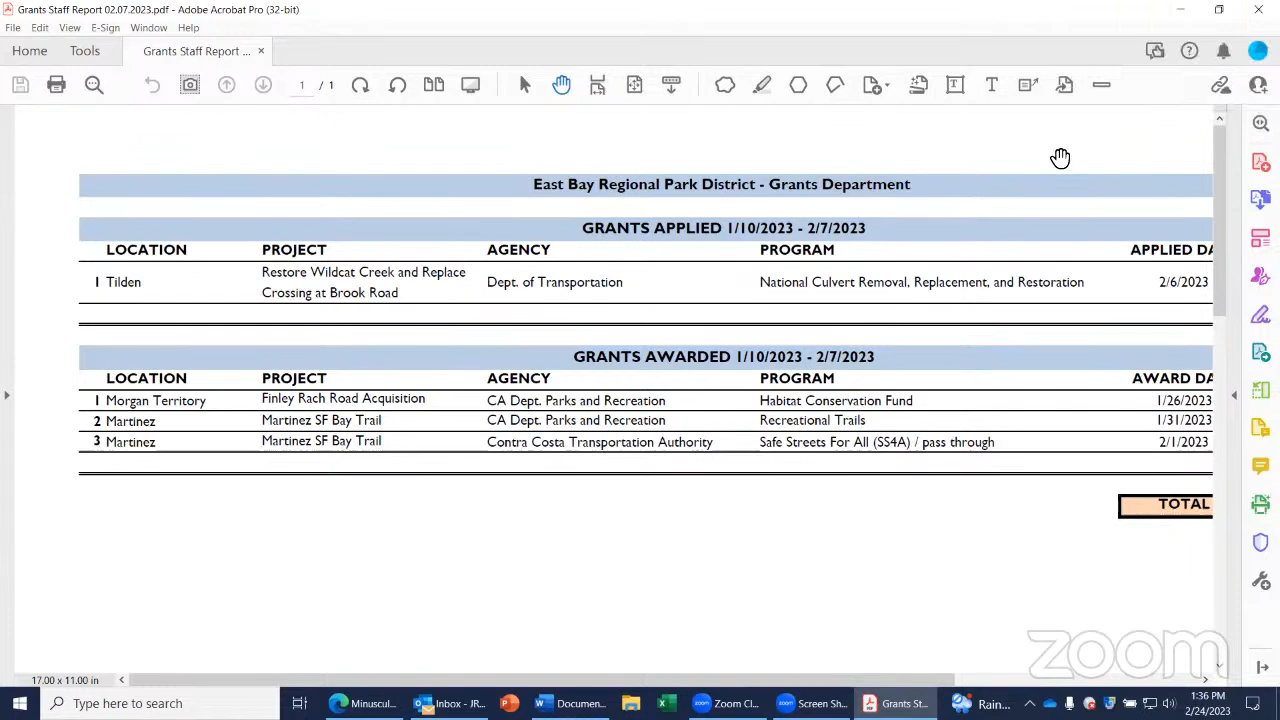 Grants Staff Report 02.07.2023.pdf - Adobe Acrobat Pro (32-bit)
File Edit View E-Sign Window Help
Home Tools Grants Staff Report ... ×
1 / 1
East Bay Regional Park District - Grants Department
GRANTS APPLIED 1/10/2023 - 2/7/2023
LOCATION PROJECT AGENCY PROGRAM APPLIED DA
1 Tilden Restore Wildcat Creek and Replace Crossing at Brook Road Dept. of Transportation National Culvert Removal, Replacement, and Restoration 2/6/2023
GRANTS AWARDED 1/10/2023 - 2/7/2023
LOCATION PROJECT AGENCY PROGRAM AWARD DA
1 Morgan Territory Finley Rach Road Acquisition CA Dept. Parks and Recreation Habitat Conservation Fund 1/26/2023
2 Martinez Martinez SF Bay Trail CA Dept. Parks and Recreation Recreational Trails 1/31/2023
3 Martinez Martinez SF Bay Trail Contra Costa Transportation Authority Safe Streets For All (SS4A) / pass through 2/1/2023
TOTAL
zoom
17.00 x 11.00 in
Type here to search Minuscul... Inbox - JR... Documen... Zoom Cl... Screen Sh... Grants St... Rain...
1:36 PM
2/24/2023